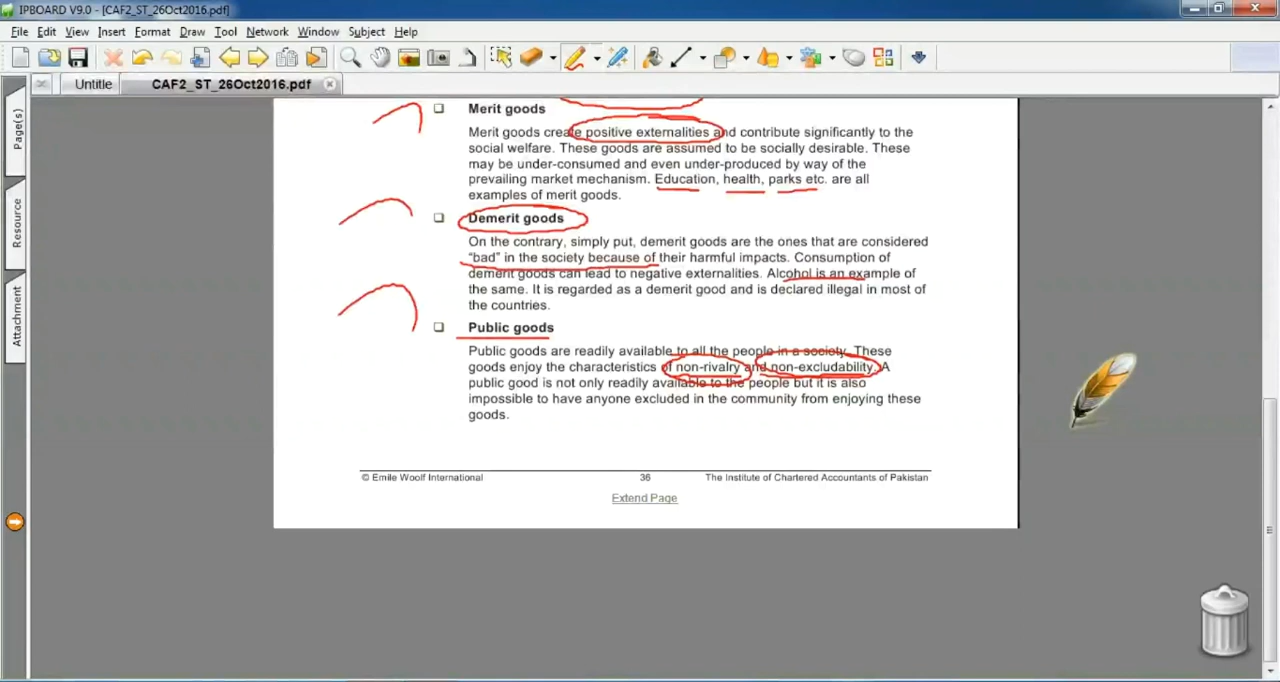 IPBOARD V9.0 - [CAF2_ST_26Oct2016.pdf]
File Edit View Insert Format Draw Tool Network Window Subject Help
Untitle CAF2_ST_26Oct2016.pdf
Page(s)
Resource
Attachment
Merit goods
Merit goods create positive externalities and contribute significantly to the
social welfare. These goods are assumed to be socially desirable. These
may be under-consumed and even under-produced by way of the
prevailing market mechanism. Education, health, parks etc. are all
examples of merit goods.
Demerit goods
On the contrary, simply put, demerit goods are the ones that are considered
“bad” in the society because of their harmful impacts. Consumption of
demerit goods can lead to negative externalities. Alcohol is an example of
the same. It is regarded as a demerit good and is declared illegal in most of
the countries.
Public goods
Public goods are readily available to all the people in a society. These
goods enjoy the characteristics of non-rivalry and non-excludability. A
public good is not only readily available to the people but it is also
impossible to have anyone excluded in the community from enjoying these
goods.
© Emile Woolf International 36 The Institute of Chartered Accountants of Pakistan
Extend Page